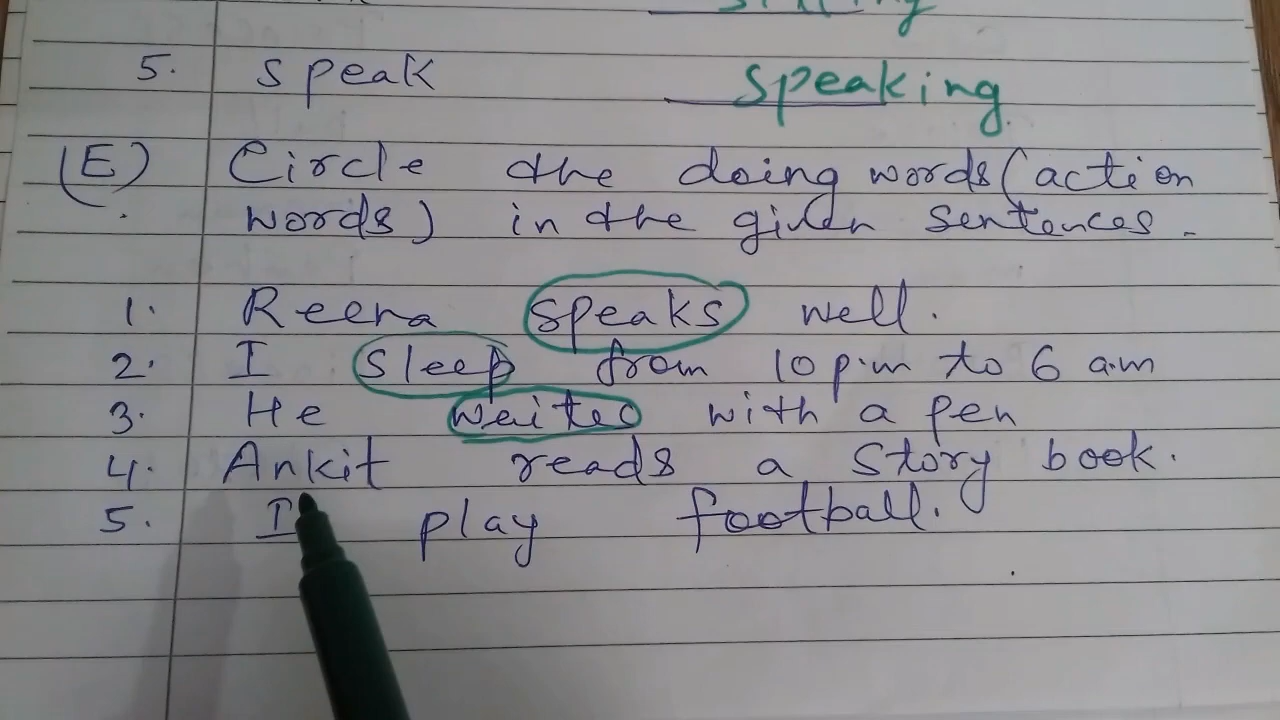 5. speak speaking
(E) Circle the doing words (action
words) in the given sentences.
1. Reena speaks well.
2. I sleep from 10 p.m to 6 a.m
3. He writes with a pen
4. Ankit reads a story book.
5. I play football.